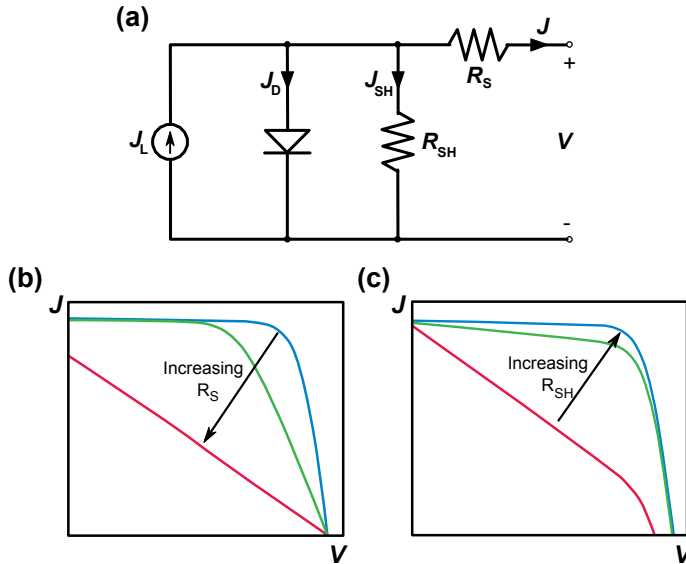 (a)
J
R_S
+
J_D
J_SH
J_L
R_SH
V
-
(b)
J
Increasing
R_S
V
(c)
J
Increasing
R_SH
V